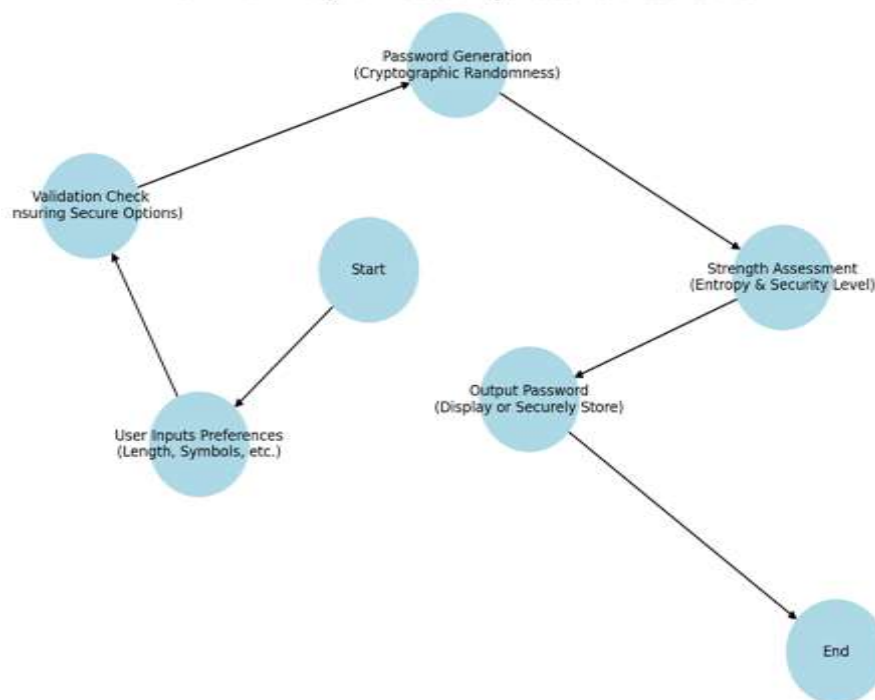 Start
User Inputs Preferences
(Length, Symbols, etc.)
Validation Check
nsuring Secure Options)
Password Generation
(Cryptographic Randomness)
Strength Assessment
(Entropy & Security Level)
Output Password
(Display or Securely Store)
End